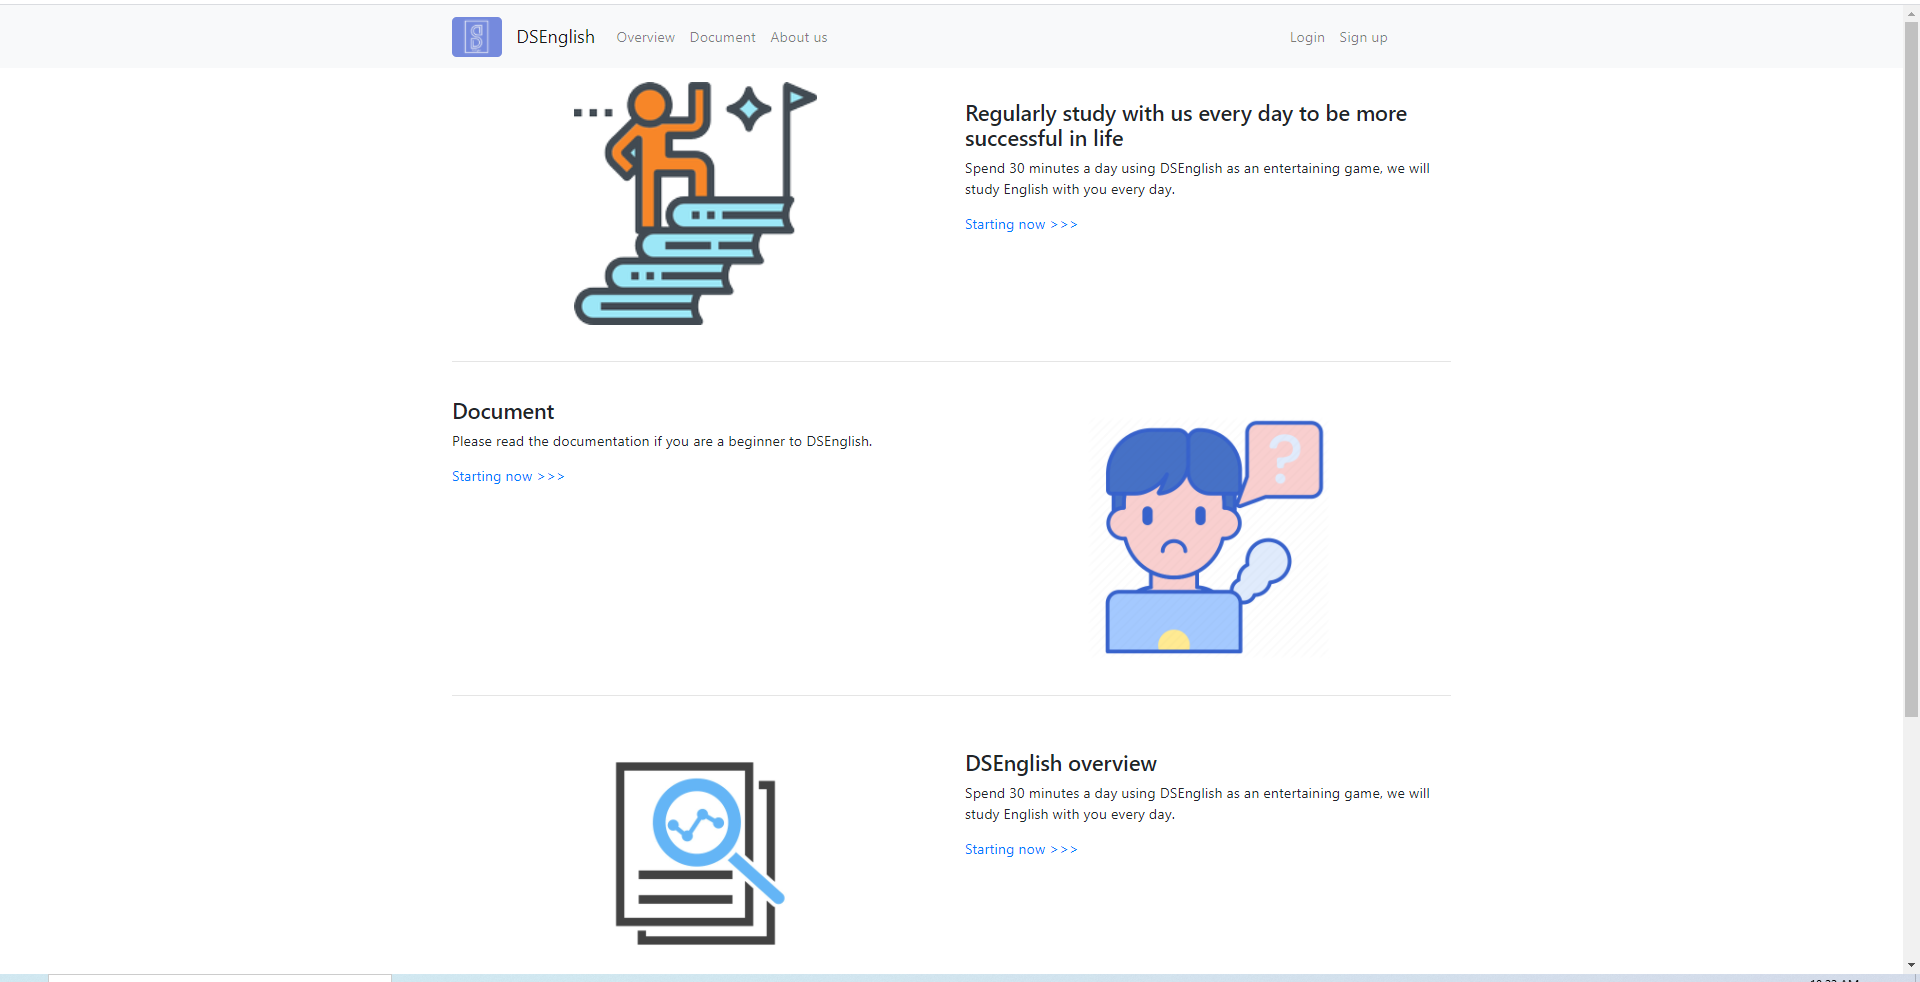 DSEnglish Overview Document About us Login Sign up
Regularly study with us every day to be more
successful in life
Spend 30 minutes a day using DSEnglish as an entertaining game, we will
study English with you every day.
Starting now >>>
Document
Please read the documentation if you are a beginner to DSEnglish.
Starting now >>>
?
DSEnglish overview
Spend 30 minutes a day using DSEnglish as an entertaining game, we will
study English with you every day.
Starting now >>>